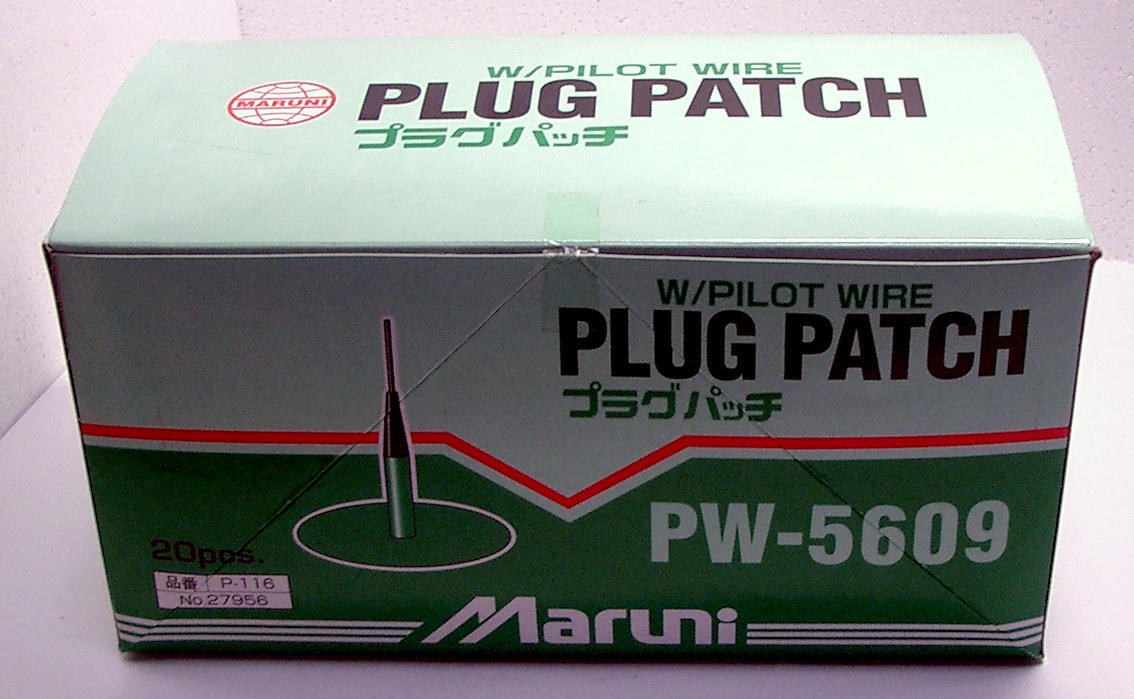 W/PILOT WIRE
MARUNI
PLUG PATCH
プラグパッチ
W/PILOT WIRE
PLUG PATCH
プラグパッチ
PW-5609
20pcs.
品番 P-116
No.27956
Maruni